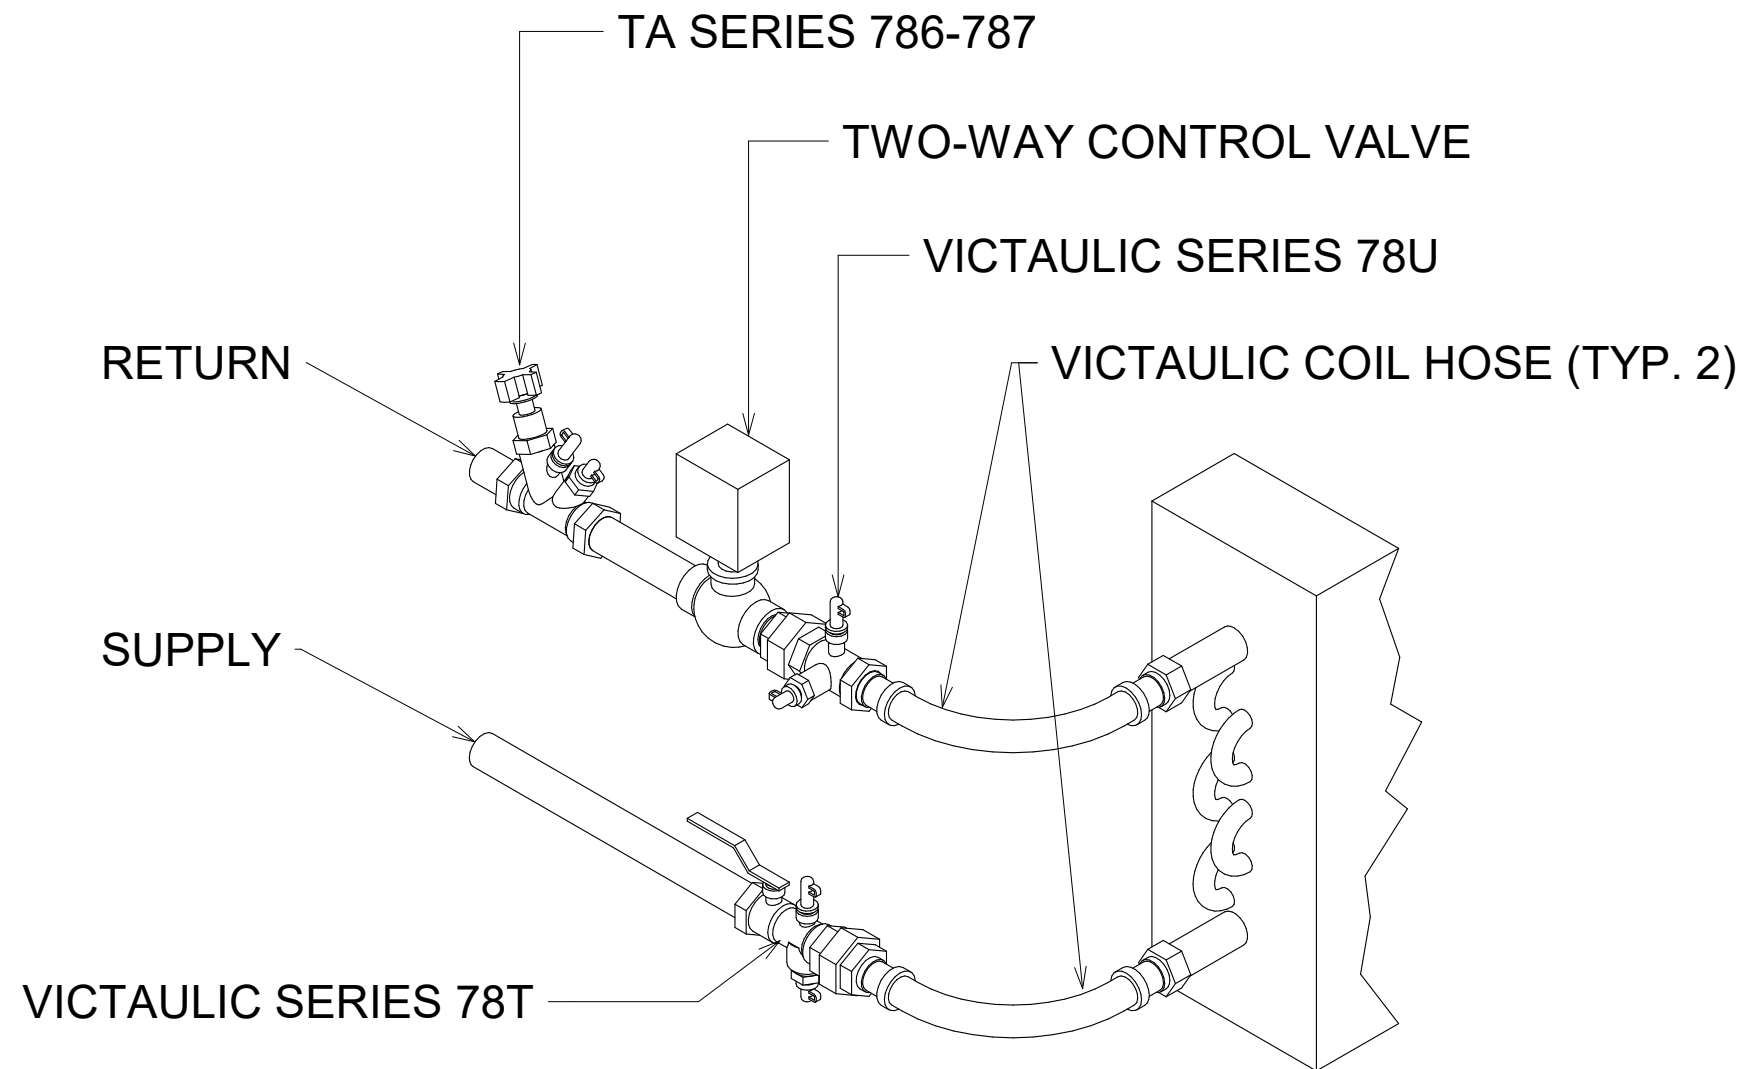 TA SERIES 786-787
TWO-WAY CONTROL VALVE
VICTAULIC SERIES 78U
RETURN
VICTAULIC COIL HOSE (TYP. 2)
SUPPLY
VICTAULIC SERIES 78T